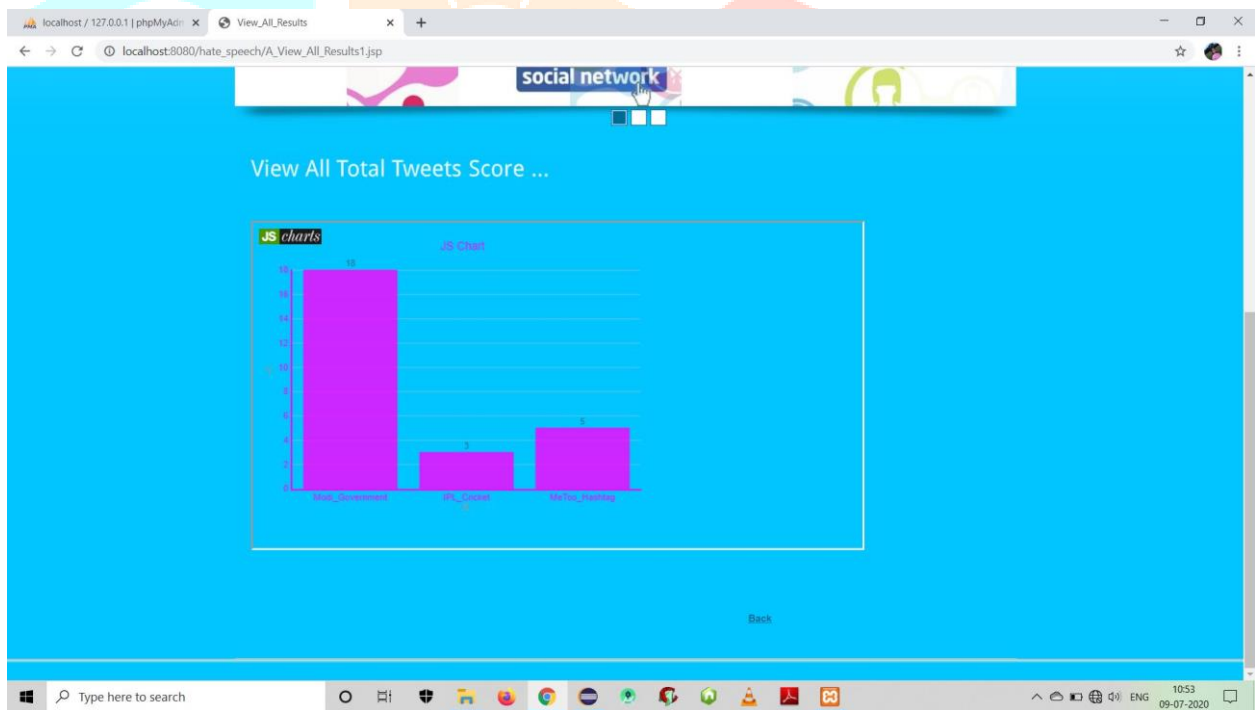 localhost / 127.0.0.1 | phpMyAdm
View_All_Results
localhost:8080/hate_speech/A_View_All_Results1.jsp
social network
View All Total Tweets Score ...
JS charts
JS Chart
18
18
16
14
12
10
8
6
5
4
3
2
0
Modi_Government IPL_Cricket MeToo_Hashtag
Back
Type here to search
ENG
10:53
09-07-2020